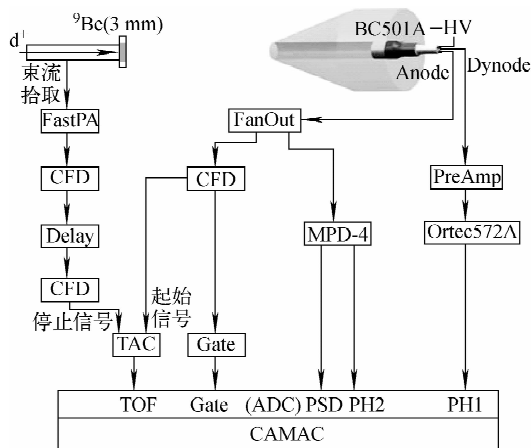 d⁺
⁹Be(3 mm)
束流
拾取
FastPA
CFD
Delay
CFD
停止信号
TAC
BC501A
-HV
Anode
Dynode
FanOut
CFD
起始
信号
Gate
MPD-4
PreAmp
Ortec572A
TOF Gate (ADC) PSD PH2 PH1
CAMAC